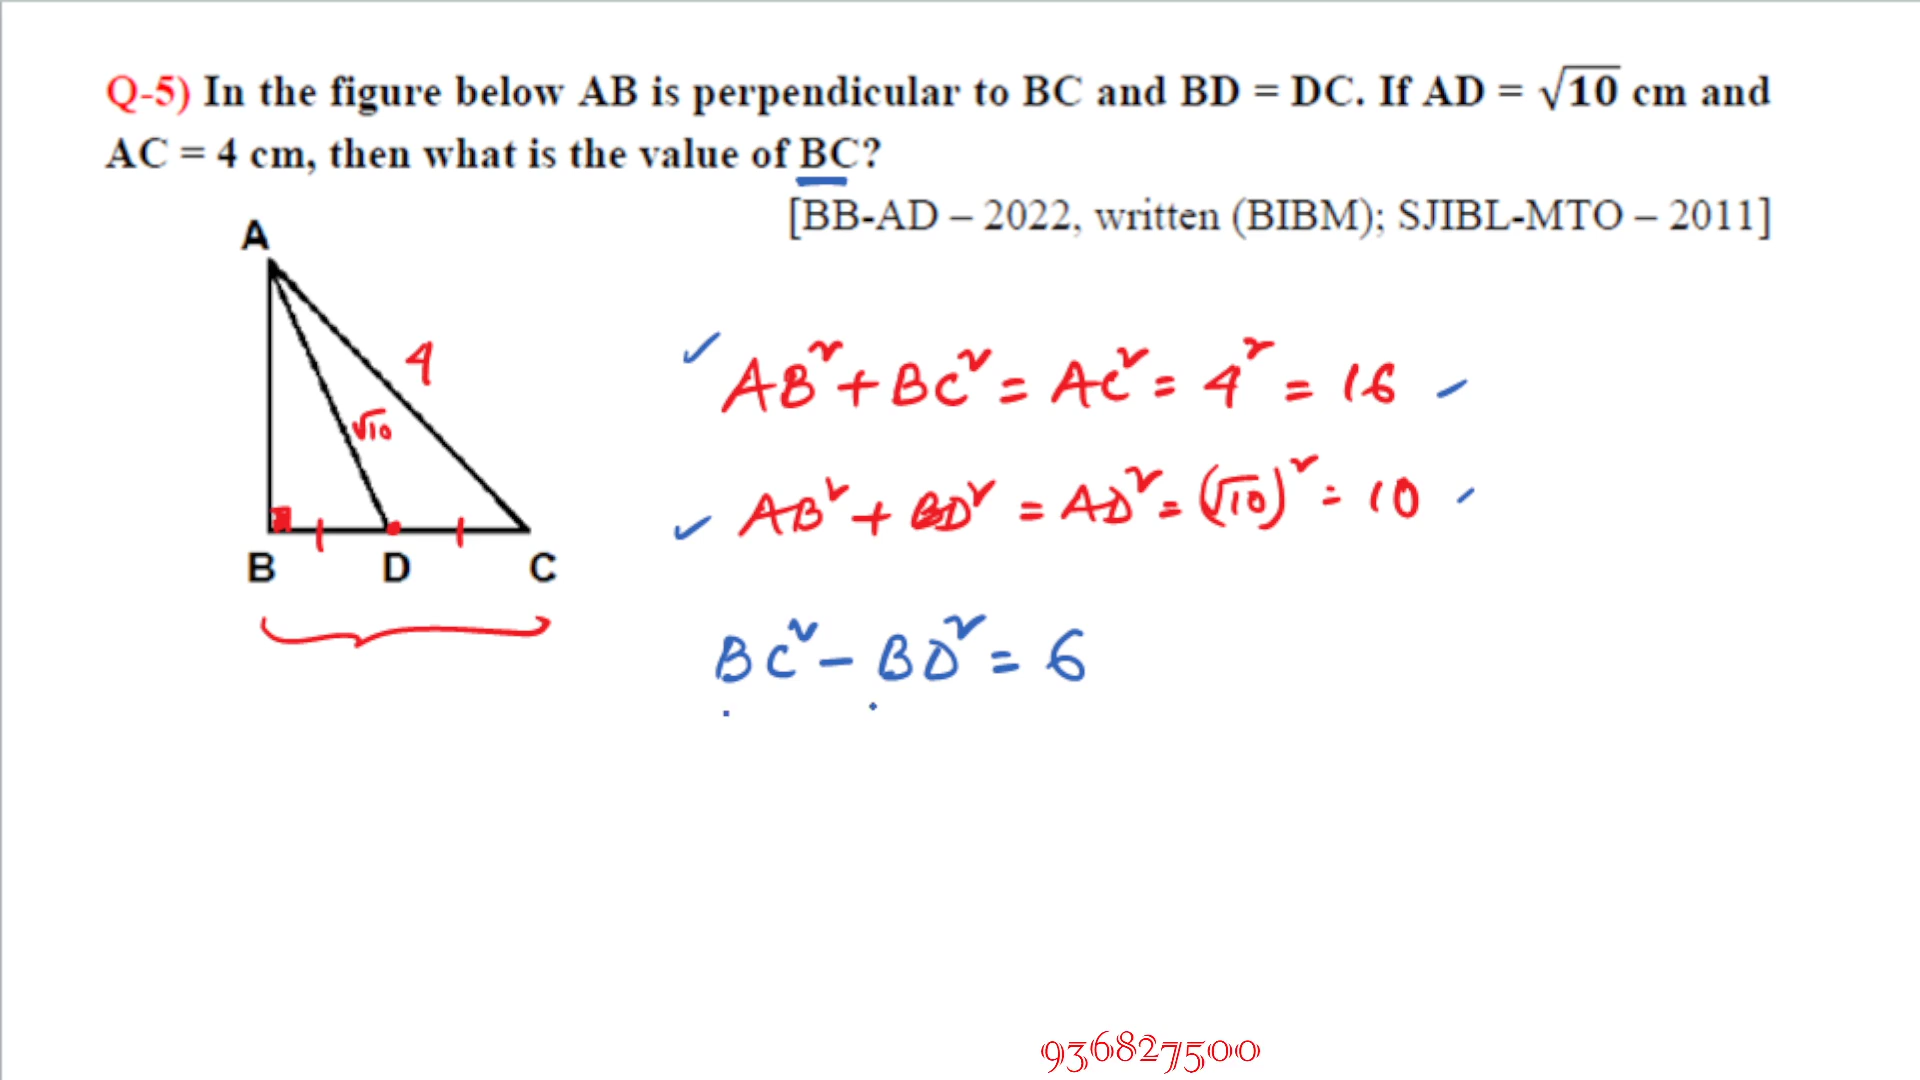 Q-5) In the figure below AB is perpendicular to BC and BD = DC. If AD = √10 cm and
AC = 4 cm, then what is the value of BC?
[BB-AD – 2022, written (BIBM); SJIBL-MTO – 2011]
A
4
√10
B D C
AB² + BC² = AC² = 4² = 16
AB² + BD² = AD² = (√10)² = 10
BC² – BD² = 6
936827500